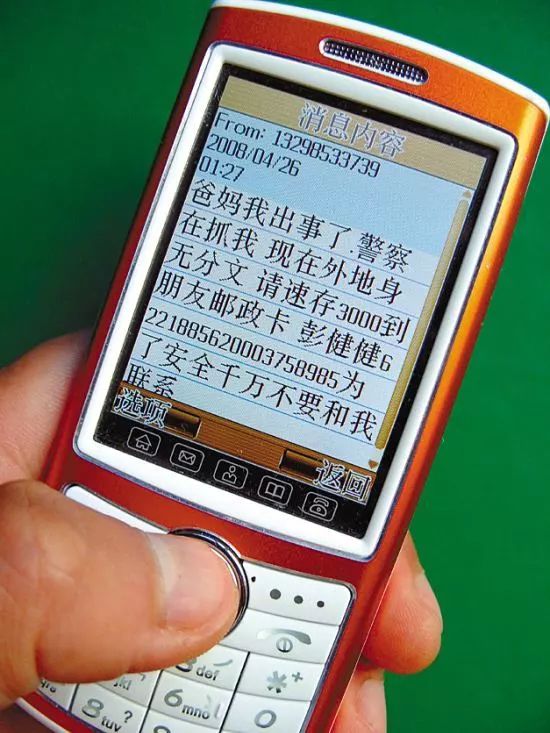 消息内容
From: 13298533739
2008/04/26
01:27
爸妈我出事了.警察
在抓我 现在外地身
无分文 请速存3000到
朋友邮政卡 彭健健6
221885620003758985为
了安全千万不要和我
联系
选项
返回
3def
6mno
8tuv
?
*+
0